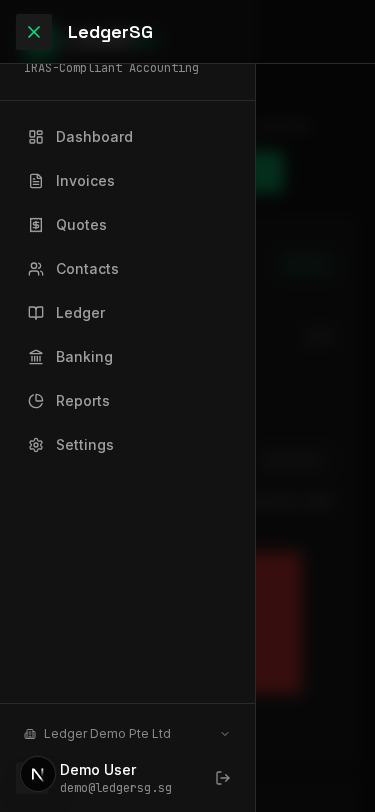 LedgerSG
IRAS-Compliant Accounting
Dashboard
Invoices
Quotes
Contacts
Ledger
Banking
Reports
Settings
Ledger Demo Pte Ltd
N
Demo User
demo@ledgersg.sg